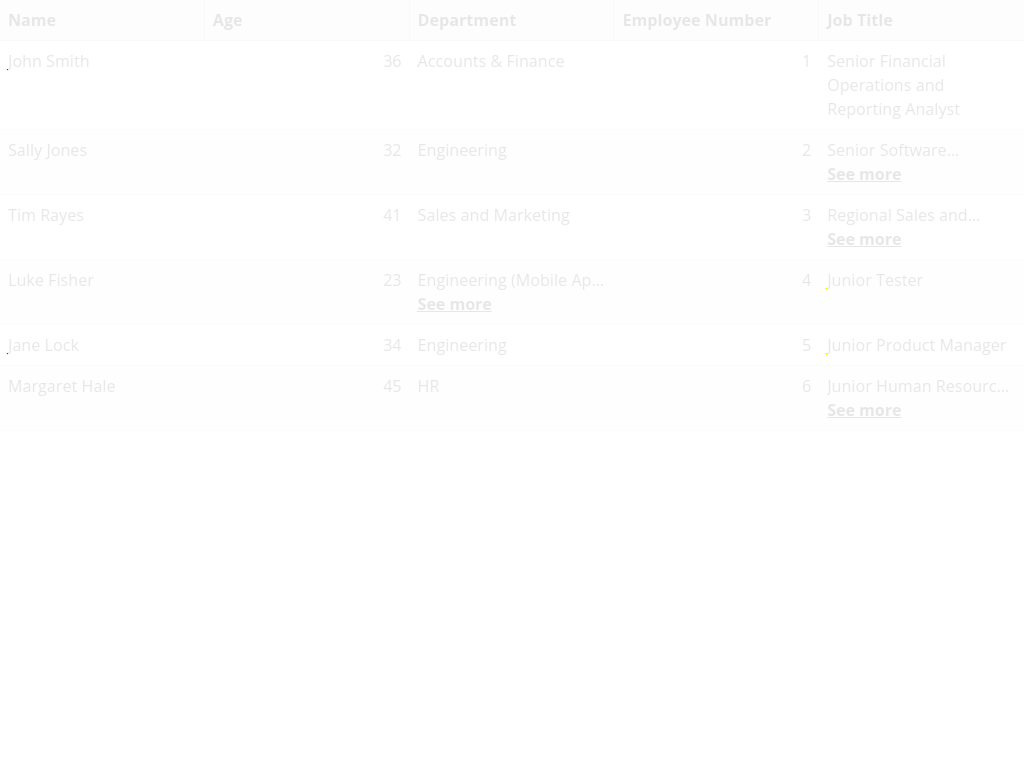 Name Age Department Employee Number Job Title
John Smith 36 Accounts & Finance 1 Senior Financial
Operations and
Reporting Analyst
Sally Jones 32 Engineering 2 Senior Software...
See more
Tim Rayes 41 Sales and Marketing 3 Regional Sales and...
See more
Luke Fisher 23 Engineering (Mobile Ap... 4 Junior Tester
See more
Jane Lock 34 Engineering 5 Junior Product Manager
Margaret Hale 45 HR 6 Junior Human Resourc...
See more